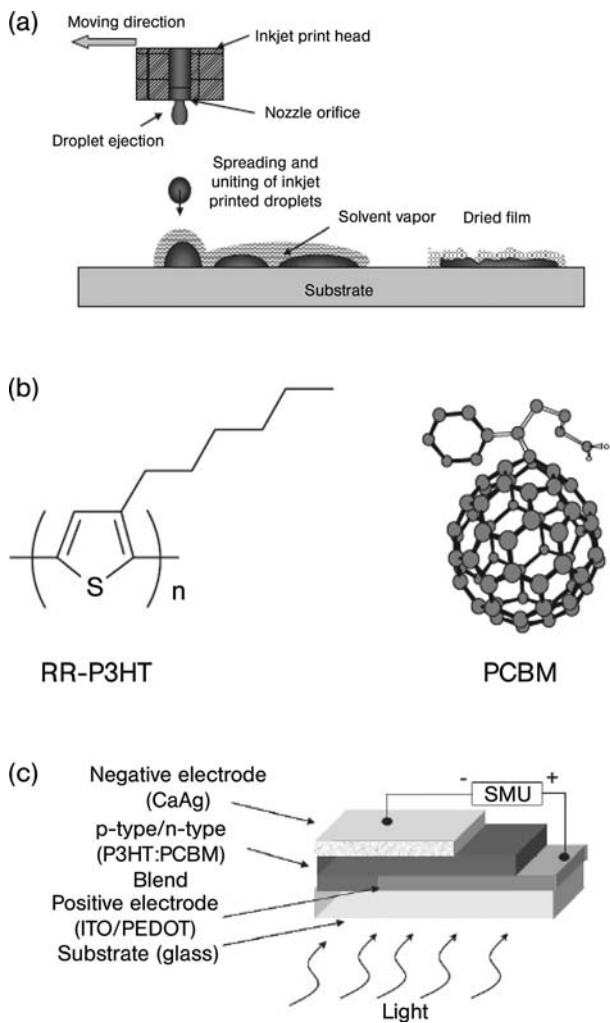 (a)
Moving direction
Inkjet print head
Nozzle orifice
Droplet ejection
Spreading and
uniting of inkjet
printed droplets
Solvent vapor
Dried film
Substrate
(b)
S
n
RR-P3HT
PCBM
(c)
Negative electrode
(CaAg)
p-type/n-type
(P3HT:PCBM)
Blend
Positive electrode
(ITO/PEDOT)
Substrate (glass)
- SMU +
Light